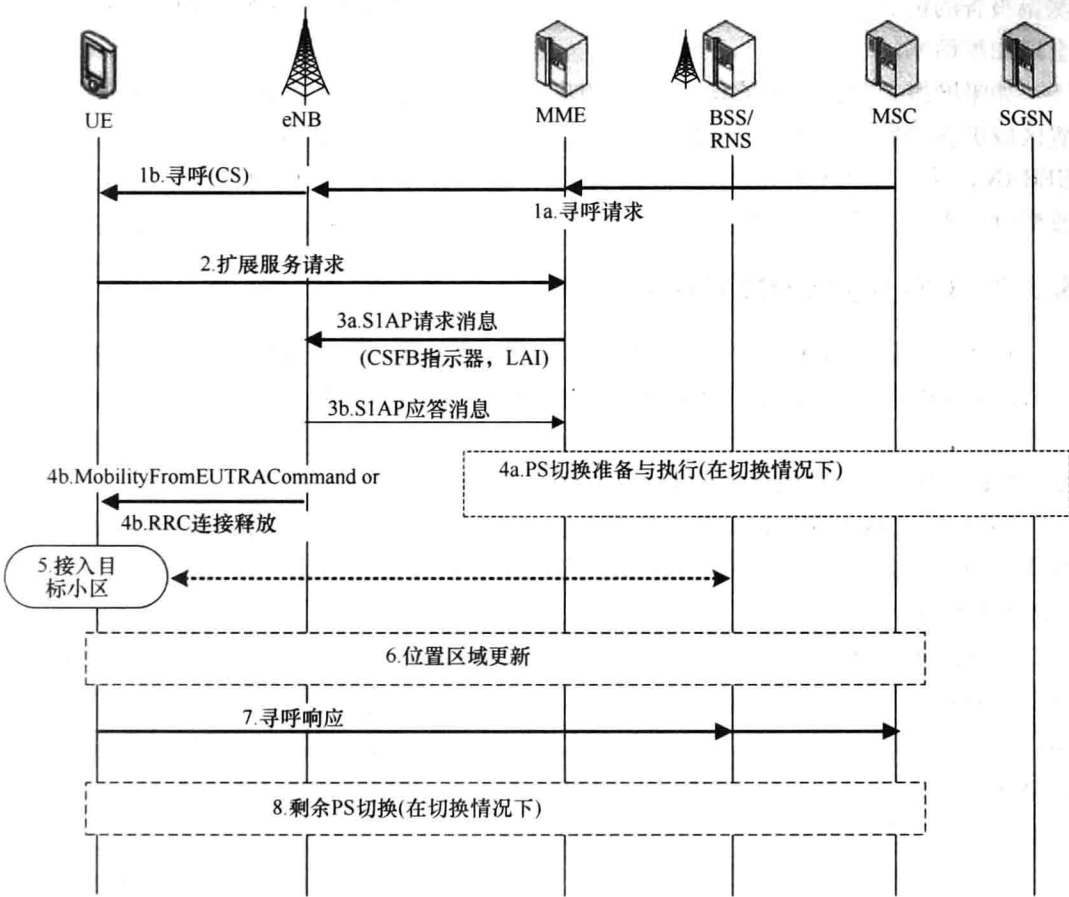 UE
eNB
MME
BSS/
RNS
MSC
SGSN
1b.寻呼(CS)
1a.寻呼请求
2.扩展服务请求
3a.S1AP请求消息
(CSFB指示器，LAI)
3b.S1AP应答消息
4a.PS切换准备与执行(在切换情况下)
4b.MobilityFromEUTRACommand or
4b.RRC连接释放
5.接入目
标小区
6.位置区域更新
7.寻呼响应
8.剩余PS切换(在切换情况下)